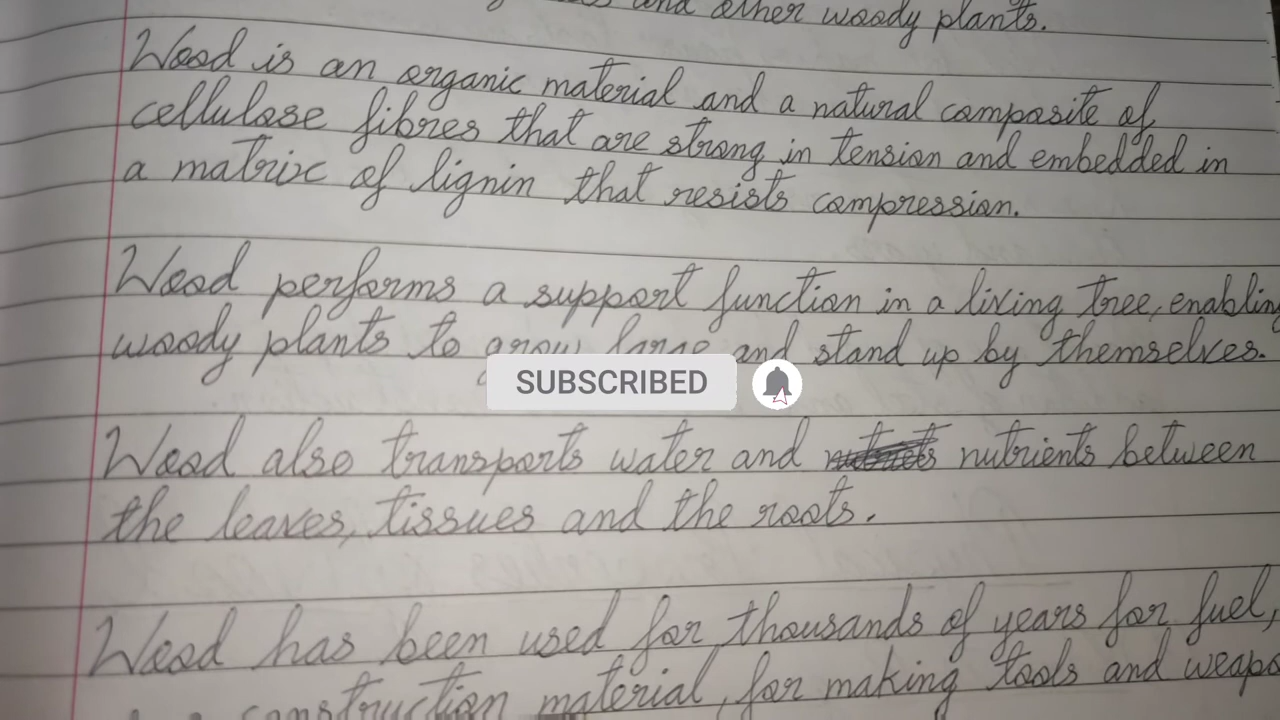 and other woody plants.
Wood is an organic material and a natural composite of
cellulose fibres that are strong in tension and embedded in
a matrix of lignin that resists compression.
Wood performs a support function in a living tree, enabling
woody plants to grow large and stand up by themselves.
SUBSCRIBED
Wood also transports water and nutrients between
the leaves, tissues and the roots.
Wood has been used for thousands of years for fuel,
construction material, for making tools and